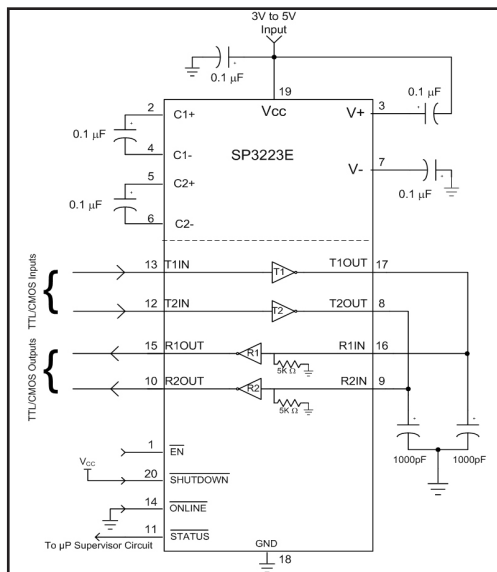 3V to 5V
Input
0.1 µF
19
Vcc
2
C1+
V+
3
0.1 µF
0.1 µF
4
C1-
SP3223E
5
C2+
V-
7
0.1 µF
6
C2-
0.1 µF
TTL/CMOS Inputs
13
T1IN
T1
T1OUT
17
12
T2IN
T2
T2OUT
8
TTL/CMOS Outputs
15
R1OUT
R1
R1IN
16
5K Ω
10
R2OUT
R2
R2IN
9
5K Ω
1
EN
1000pF
1000pF
VCC
20
SHUTDOWN
14
ONLINE
11
STATUS
To µP Supervisor Circuit
GND
18